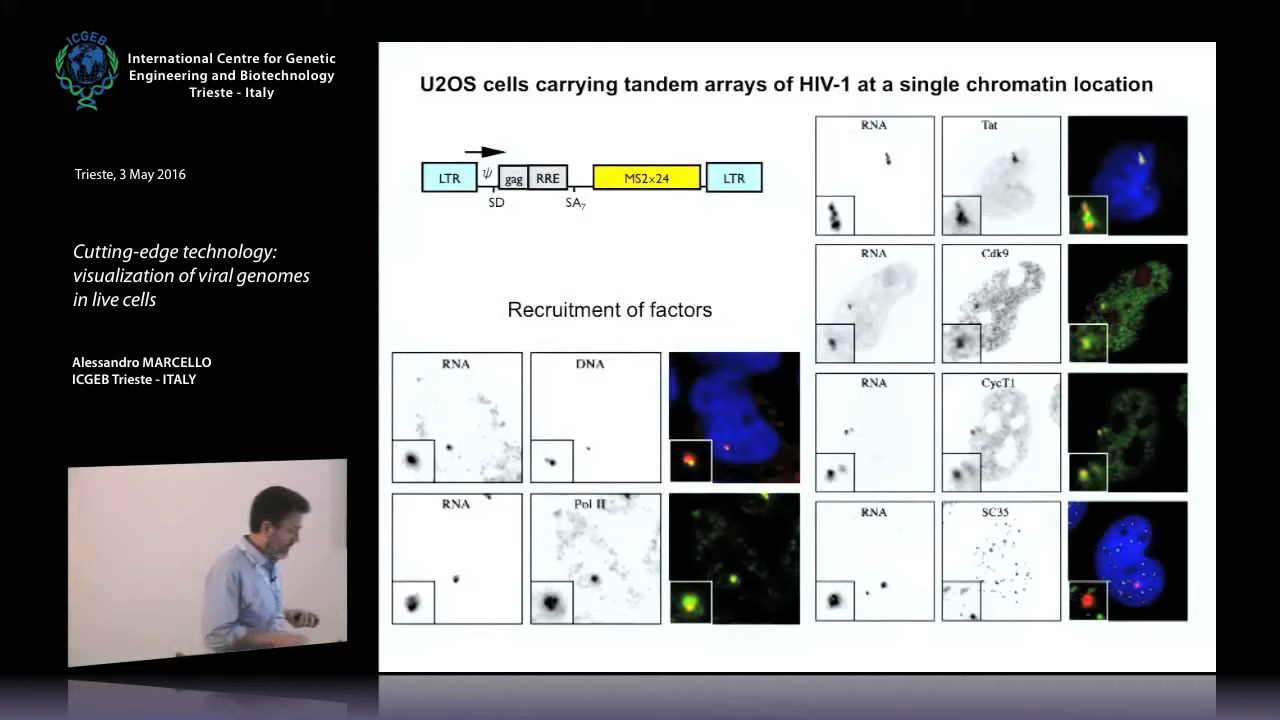 ICGEB
International Centre for Genetic
Engineering and Biotechnology
Trieste - Italy
Trieste, 3 May 2016
Cutting-edge technology:
visualization of viral genomes
in live cells
Alessandro MARCELLO
ICGEB Trieste - ITALY
U2OS cells carrying tandem arrays of HIV-1 at a single chromatin location
LTR ψ gag RRE MS2×24 LTR
SD SA7
Recruitment of factors
RNA DNA
RNA Pol II
RNA Tat
RNA Cdk9
RNA CycT1
RNA SC35